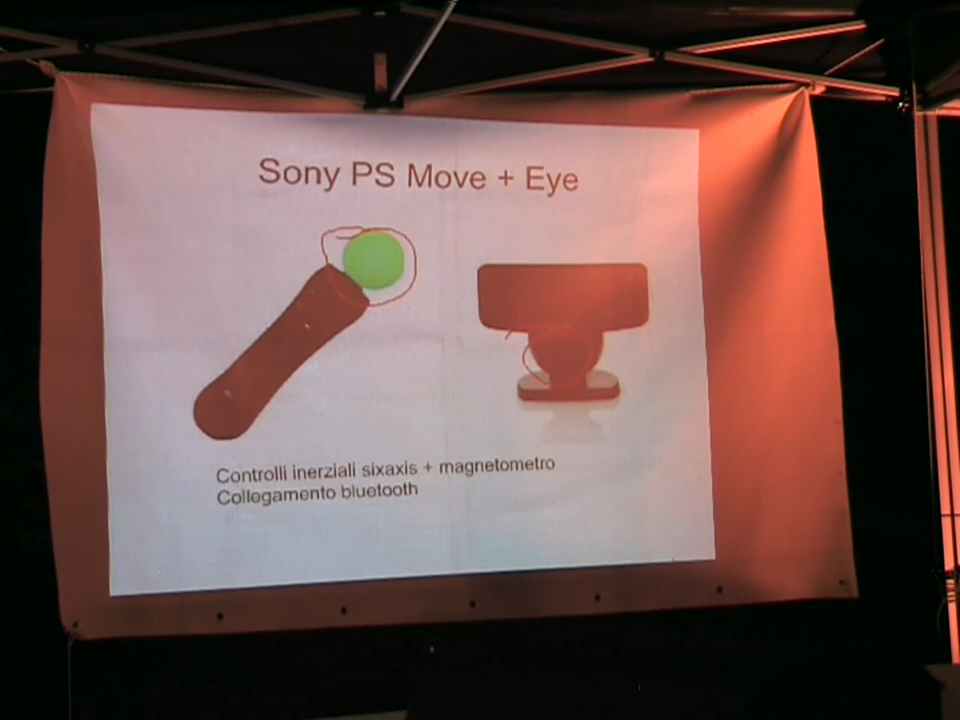 Sony PS Move + Eye
Controlli inerziali sixaxis + magnetometro
Collegamento bluetooth